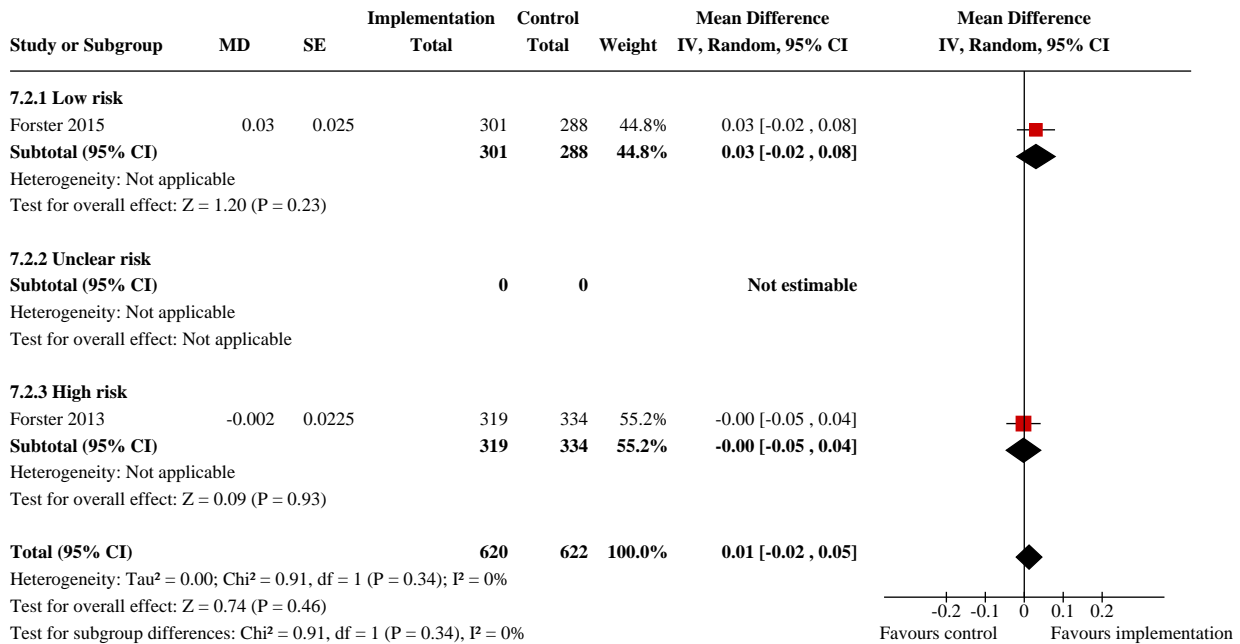 Implementation Control Mean Difference Mean Difference
Study or Subgroup MD SE Total Total Weight IV, Random, 95% CI IV, Random, 95% CI
7.2.1 Low risk
Forster 2015 0.03 0.025 301 288 44.8% 0.03 [-0.02 , 0.08]
Subtotal (95% CI) 301 288 44.8% 0.03 [-0.02 , 0.08]
Heterogeneity: Not applicable
Test for overall effect: Z = 1.20 (P = 0.23)
7.2.2 Unclear risk
Subtotal (95% CI) 0 0 Not estimable
Heterogeneity: Not applicable
Test for overall effect: Not applicable
7.2.3 High risk
Forster 2013 -0.002 0.0225 319 334 55.2% -0.00 [-0.05 , 0.04]
Subtotal (95% CI) 319 334 55.2% -0.00 [-0.05 , 0.04]
Heterogeneity: Not applicable
Test for overall effect: Z = 0.09 (P = 0.93)
Total (95% CI) 620 622 100.0% 0.01 [-0.02 , 0.05]
Heterogeneity: Tau² = 0.00; Chi² = 0.91, df = 1 (P = 0.34); I² = 0%
Test for overall effect: Z = 0.74 (P = 0.46)
-0.2 -0.1 0 0.1 0.2
Test for subgroup differences: Chi² = 0.91, df = 1 (P = 0.34), I² = 0%
Favours control Favours implementation